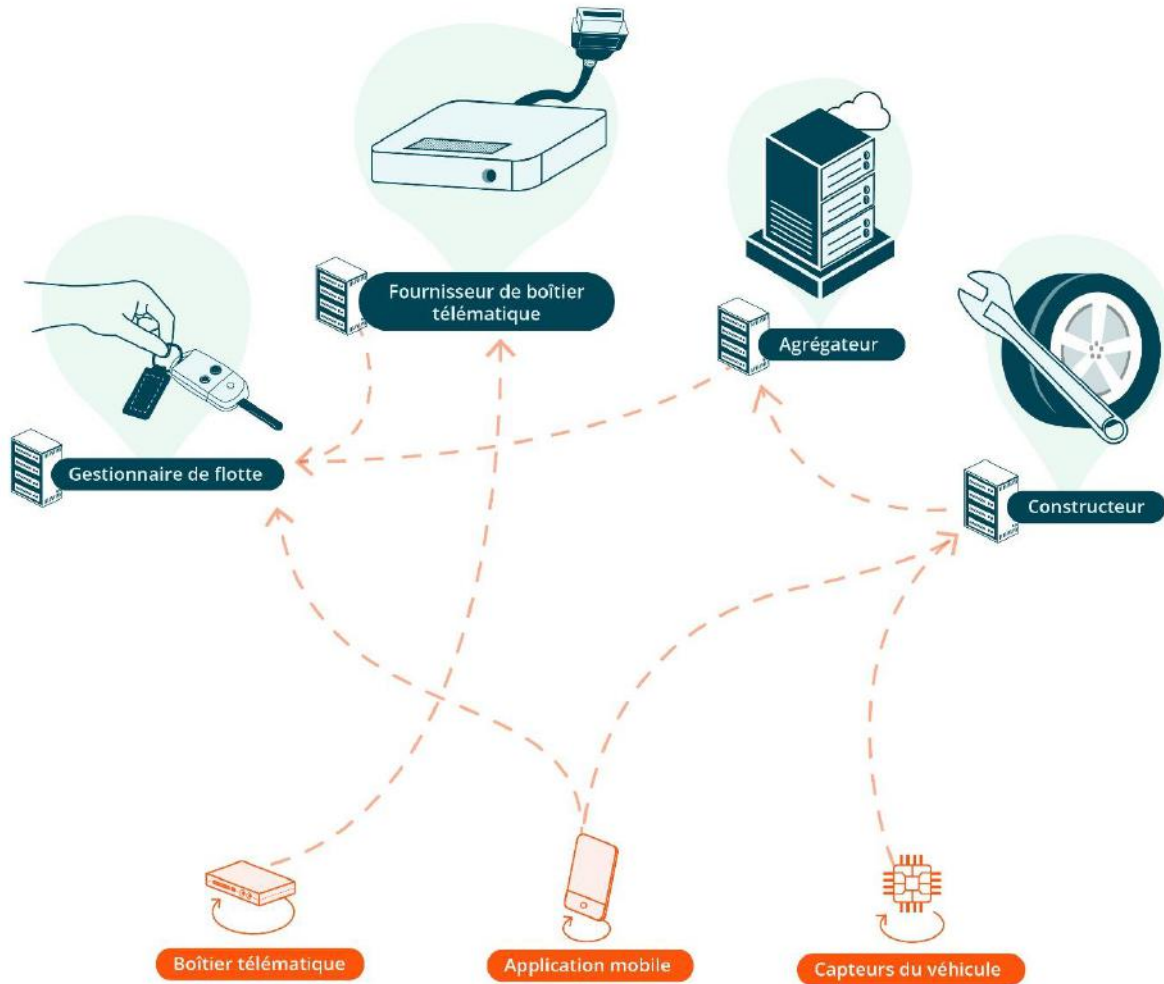 Fournisseur de boîtier
télématique
Agrégateur
Gestionnaire de flotte
Constructeur
Boîtier télématique
Application mobile
Capteurs du véhicule